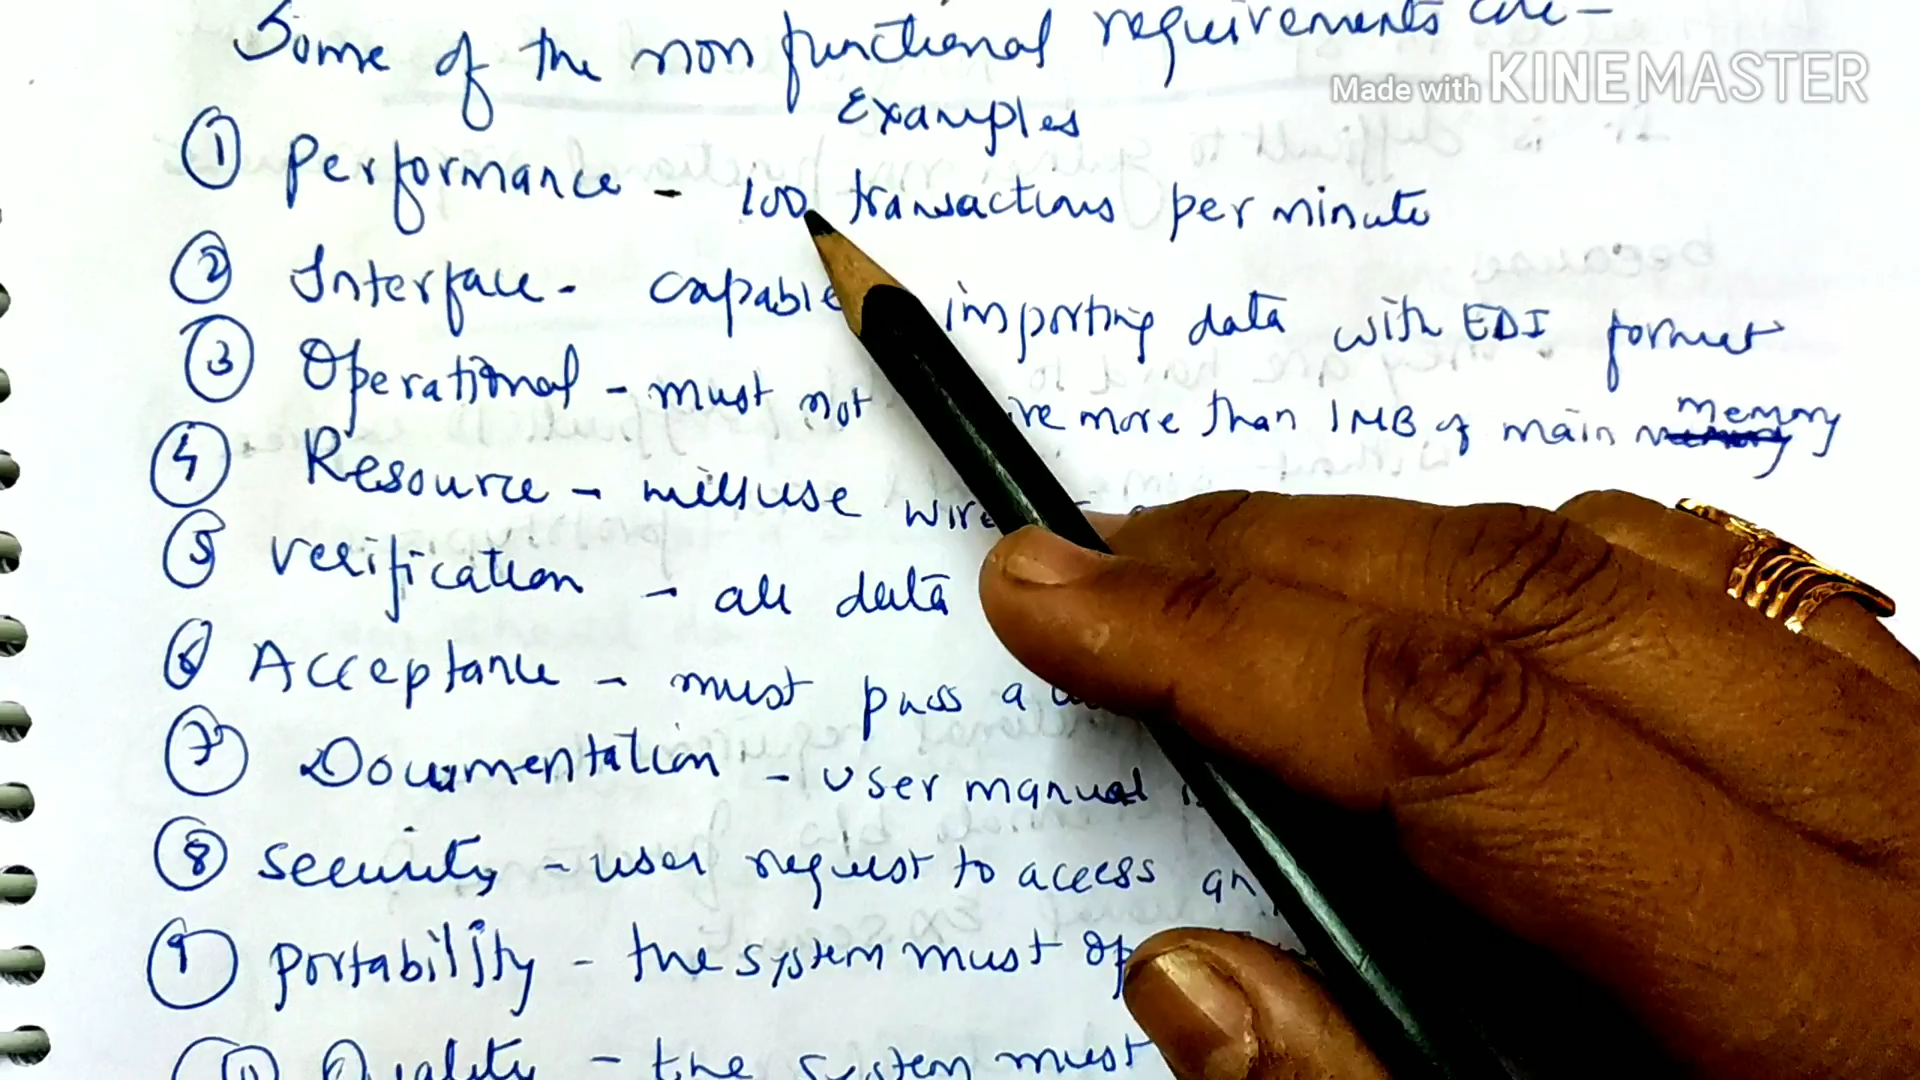 Some of the non functional requirements are -
Made with KINEMASTER
Examples
① Performance - 100 transactions per minute
② Interface - capable importing data with EDI format
③ Operational - must not more than 1MB of main memory
④ Resource -
⑤ Verification - all data
⑥ Acceptance - must pass a
⑦ Documentation - user manual
⑧ Security - user request to access
⑨ Portability - the system must
Quality - the system must